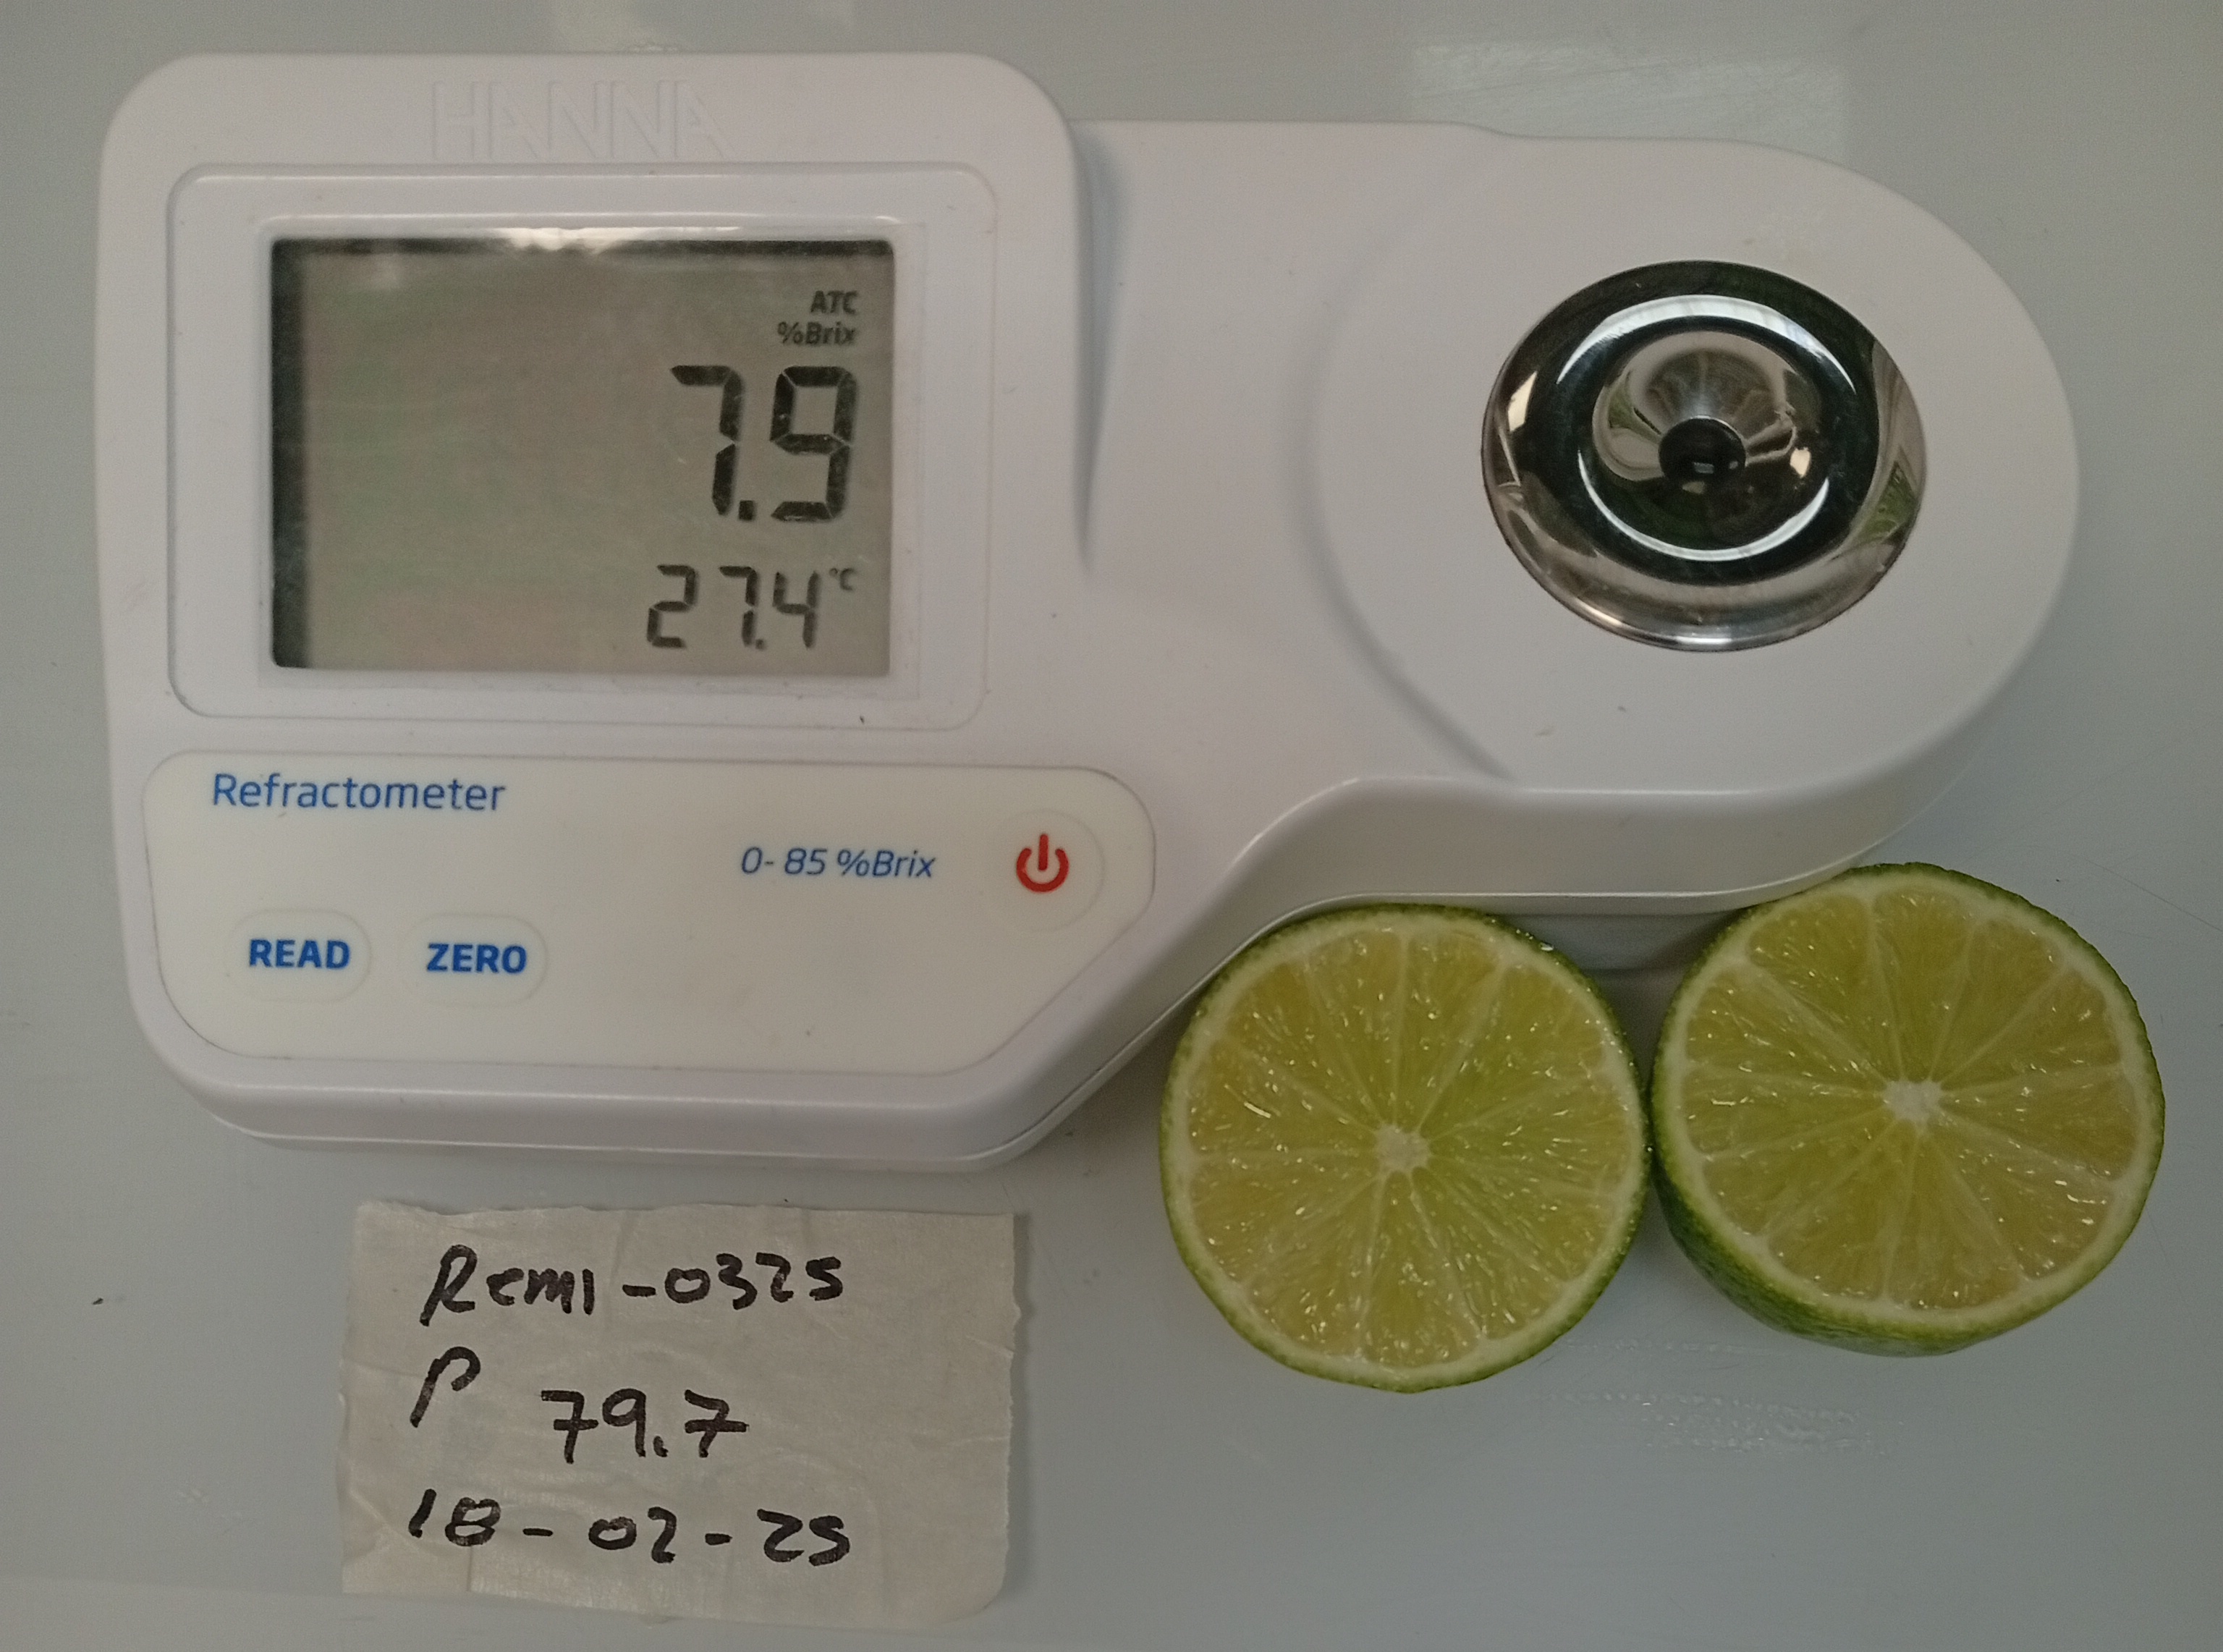 HANNA
ATC
%Brix
7.9
27.4°C
Refractometer
0-85 %Brix
READ ZERO
Remi-0325
P 79.7
18-02-25